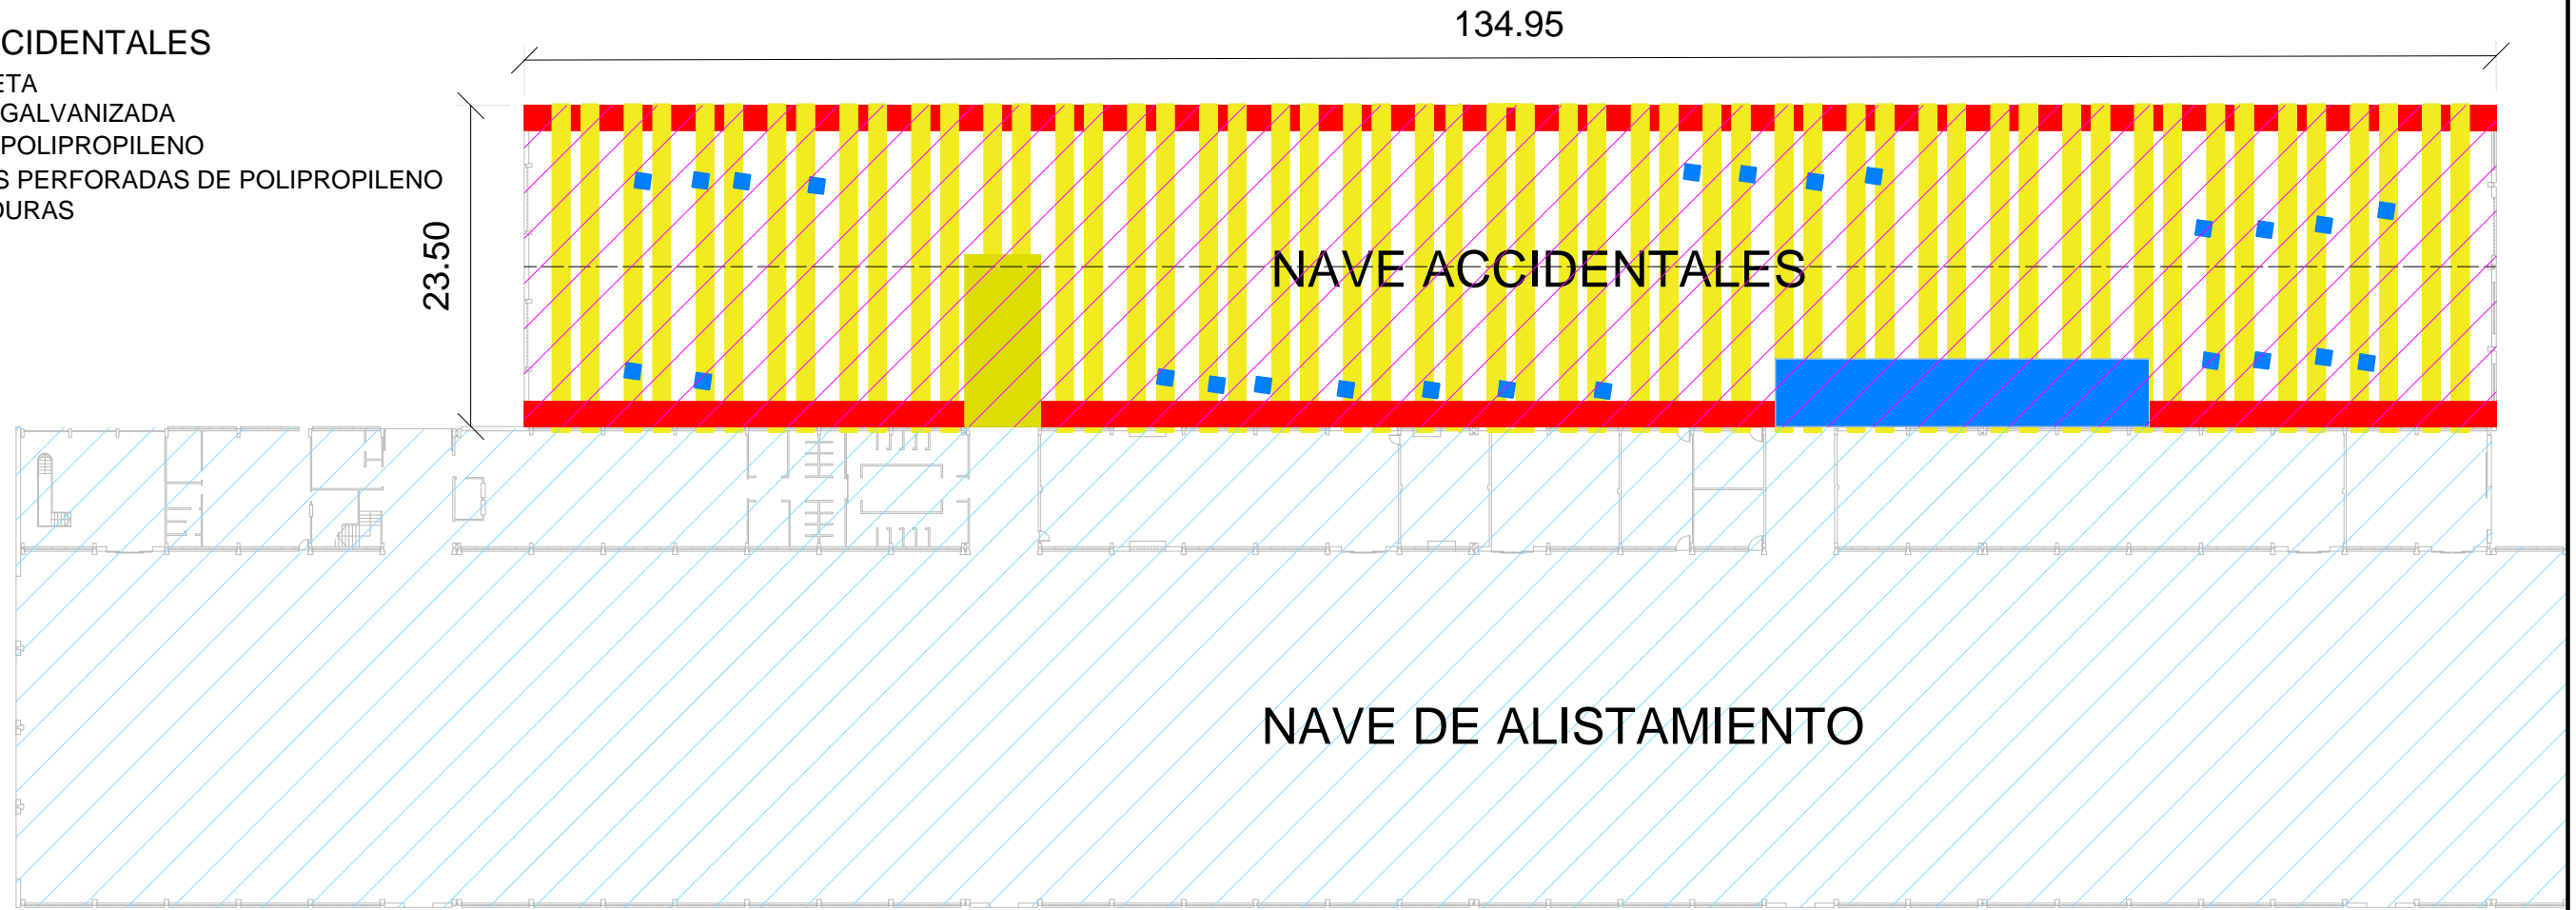 134.95
CIDENTALES
ETA
GALVANIZADA
POLIPROPILENO
S PERFORADAS DE POLIPROPILENO
DURAS
23.50
NAVE ACCIDENTALES
NAVE DE ALISTAMIENTO